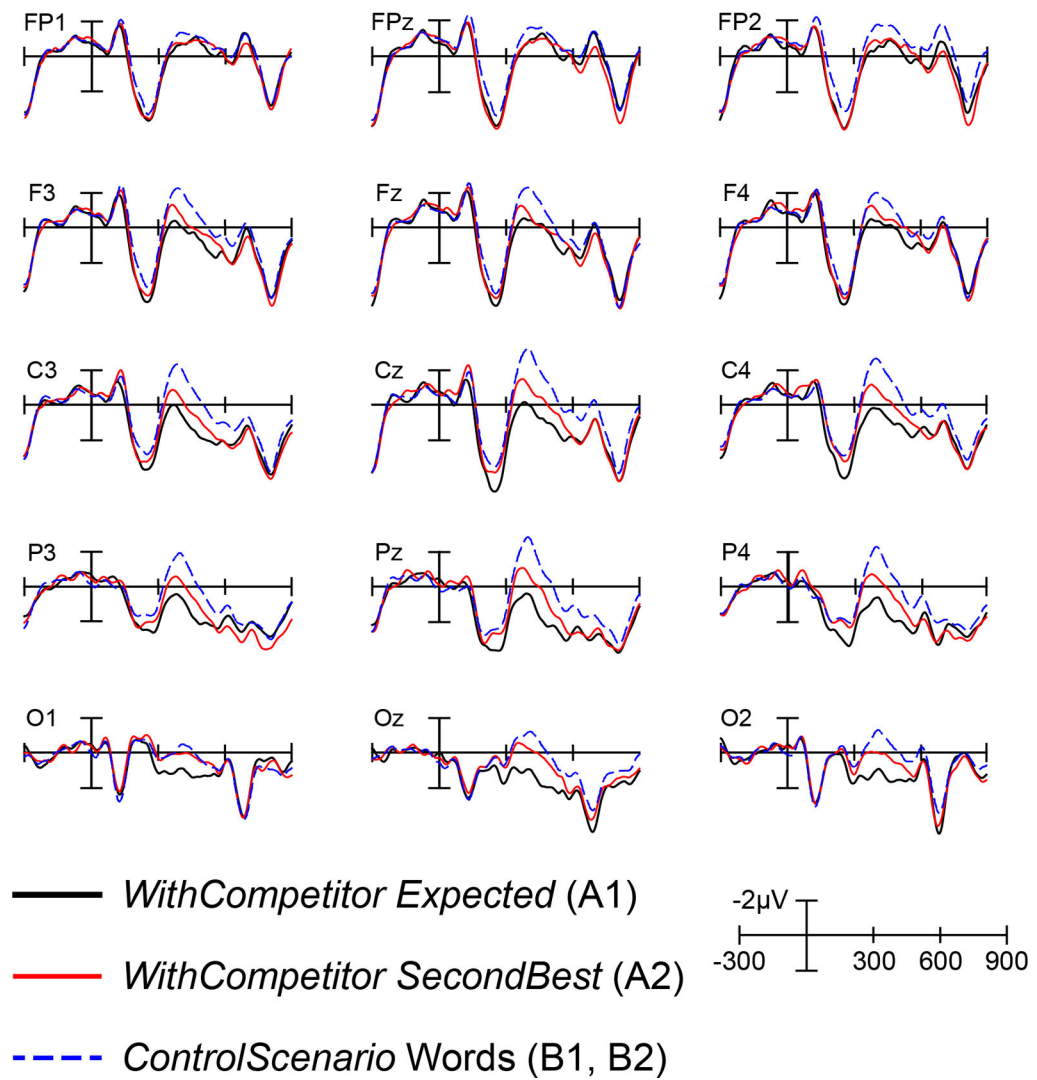 FP1 FPz FP2
F3 Fz F4
C3 Cz C4
P3 Pz P4
O1 Oz O2
WithCompetitor Expected (A1)
WithCompetitor SecondBest (A2)
ControlScenario Words (B1, B2)
-2µV
-300 300 600 900